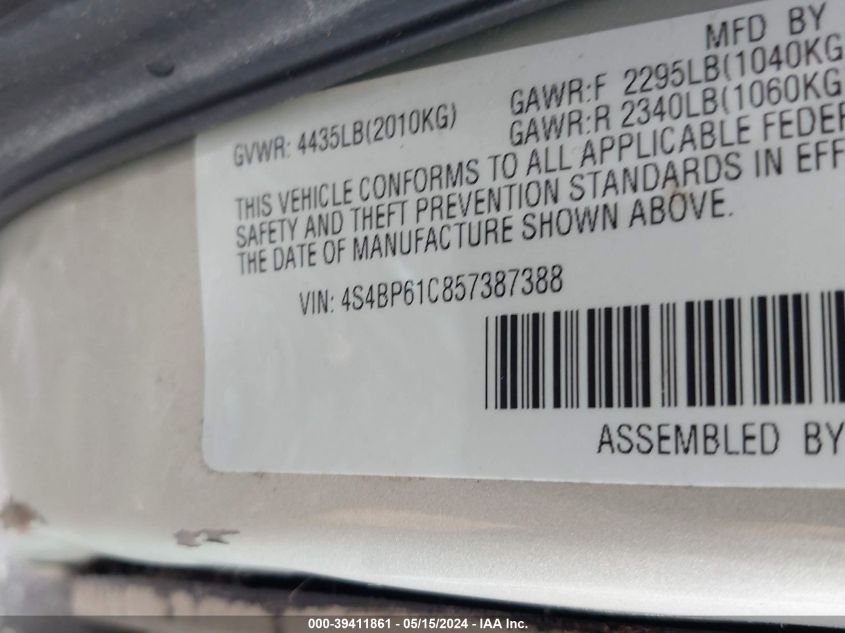 MFD BY
GVWR: 4435LB(2010KG) GAWR:F 2295LB(1040KG
GAWR:R 2340LB(1060KG
THIS VEHICLE CONFORMS TO ALL APPLICABLE FEDER
SAFETY AND THEFT PREVENTION STANDARDS IN EFF
THE DATE OF MANUFACTURE SHOWN ABOVE.
VIN: 4S4BP61C857387388
ASSEMBLED BY
000-39411861 - 05/15/2024 - IAA Inc.